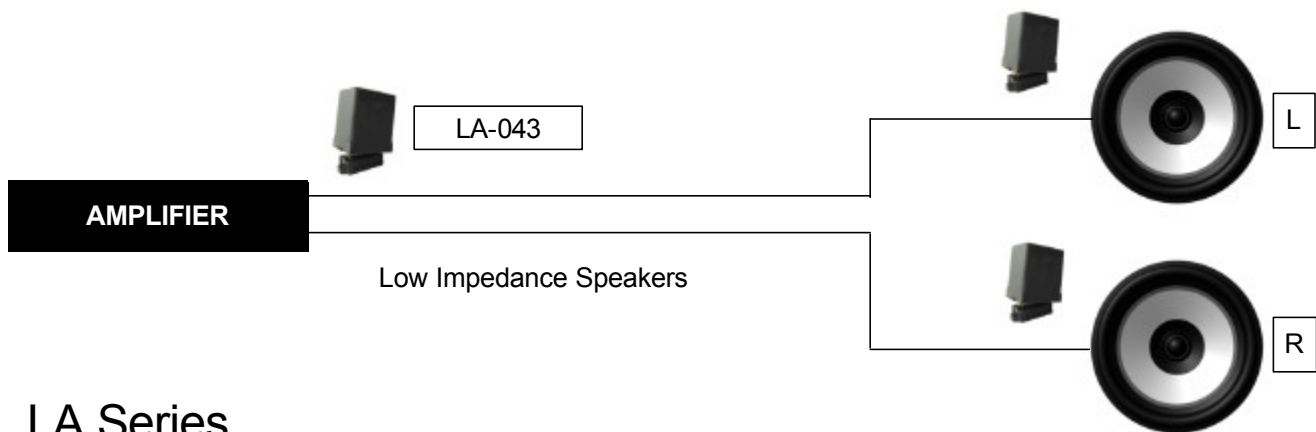 LA-043
L
AMPLIFIER
Low Impedance Speakers
R
LA Series